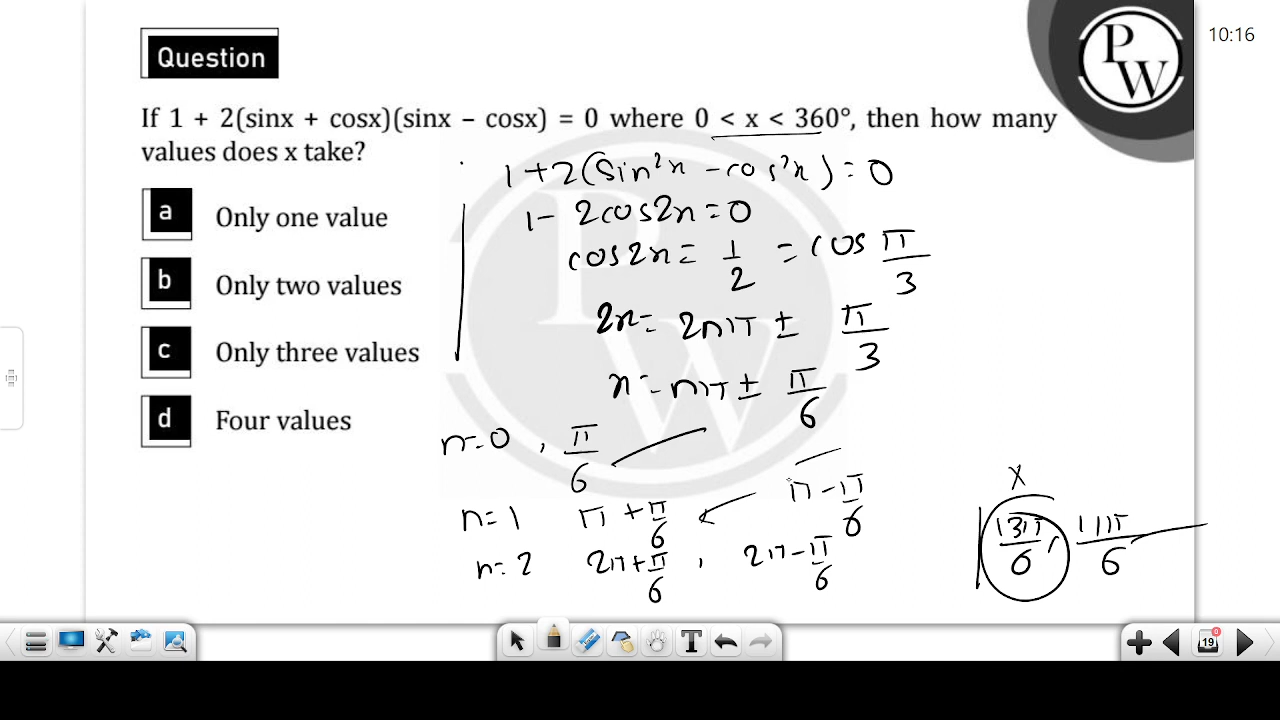 10:16
PW
Question
If 1 + 2(sinx + cosx)(sinx – cosx) = 0 where 0 < x < 360°, then how many
values does x take?
1+2(Sin²x - cos²x) = 0
a Only one value
1 - 2cos2x = 0
cos2x = 1/2 = cos π/3
b Only two values
2x = 2nπ ± π/3
c Only three values
x = nπ ± π/6
d Four values
n=0, π/6
π - π/6
n=1 π + π/6
x
13π/6, 11π/6
n=2 2π + π/6, 2π - π/6
T
19